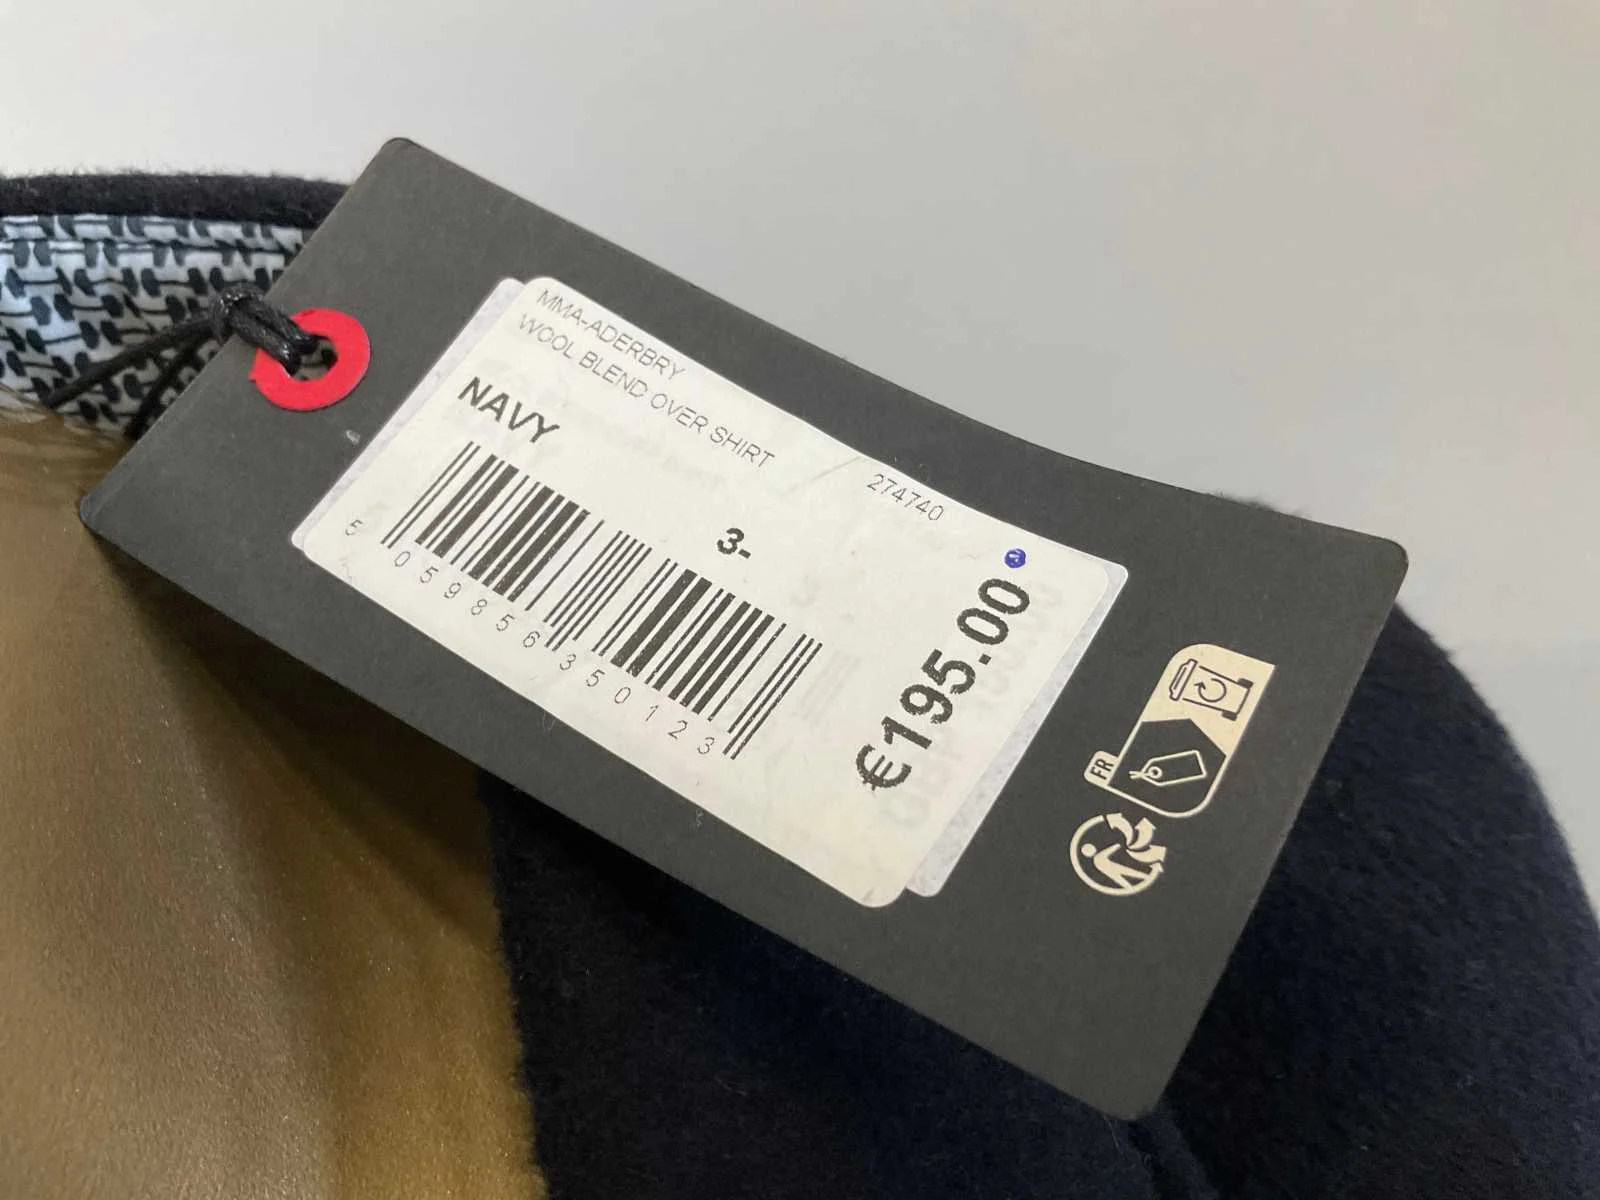 MMA-ADERBRY
WOOL BLEND OVER SHIRT
NAVY
274740
3-
5 059856 350123
€195.00
FR